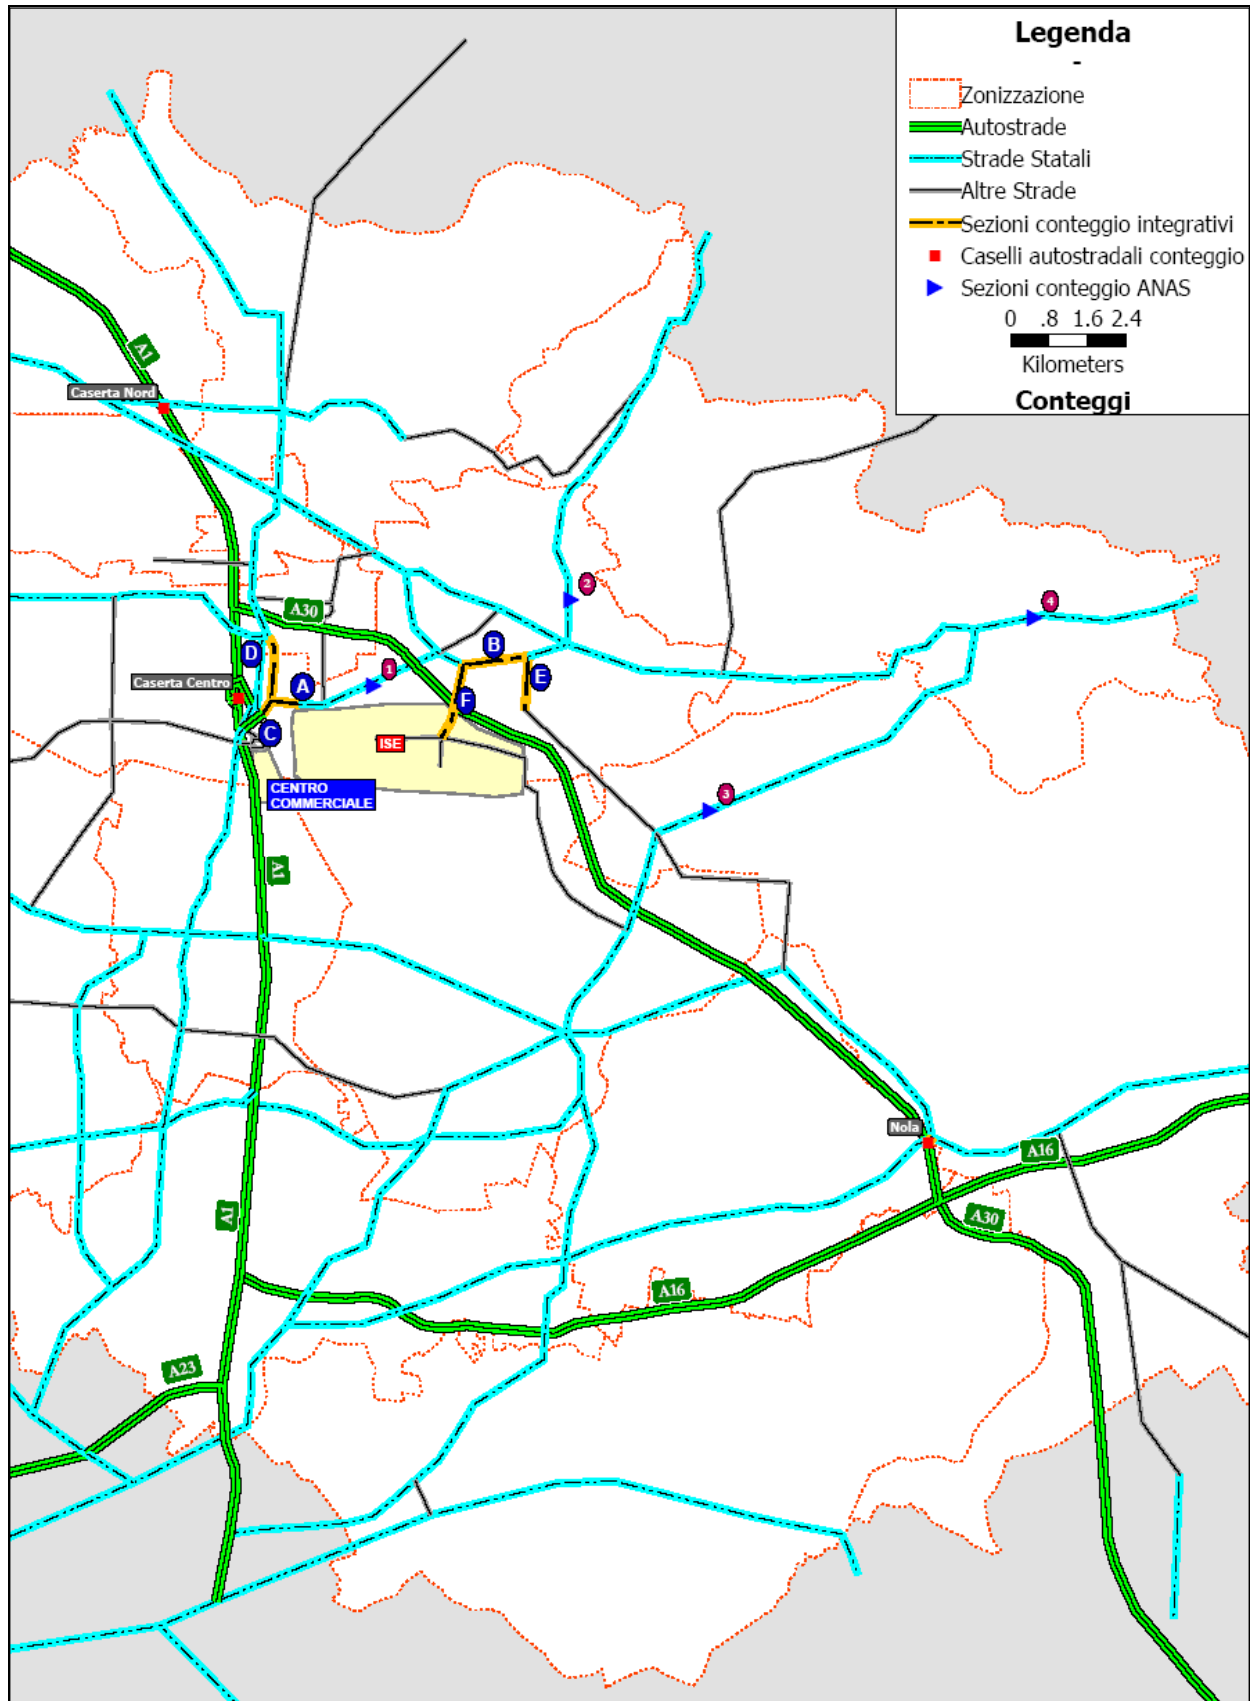 Legenda
-
Zonizzazione
Autostrade
Strade Statali
Altre Strade
Sezioni conteggio integrativi
Caselli autostradali conteggio
Sezioni conteggio ANAS
0 .8 1.6 2.4
Kilometers
Conteggi
A1
Caserta Nord
2
4
A30
D
B
1
E
Caserta Centro
A
F
C
ISE
CENTRO
COMMERCIALE
3
A1
Nola
A16
A1
A30
A16
A23